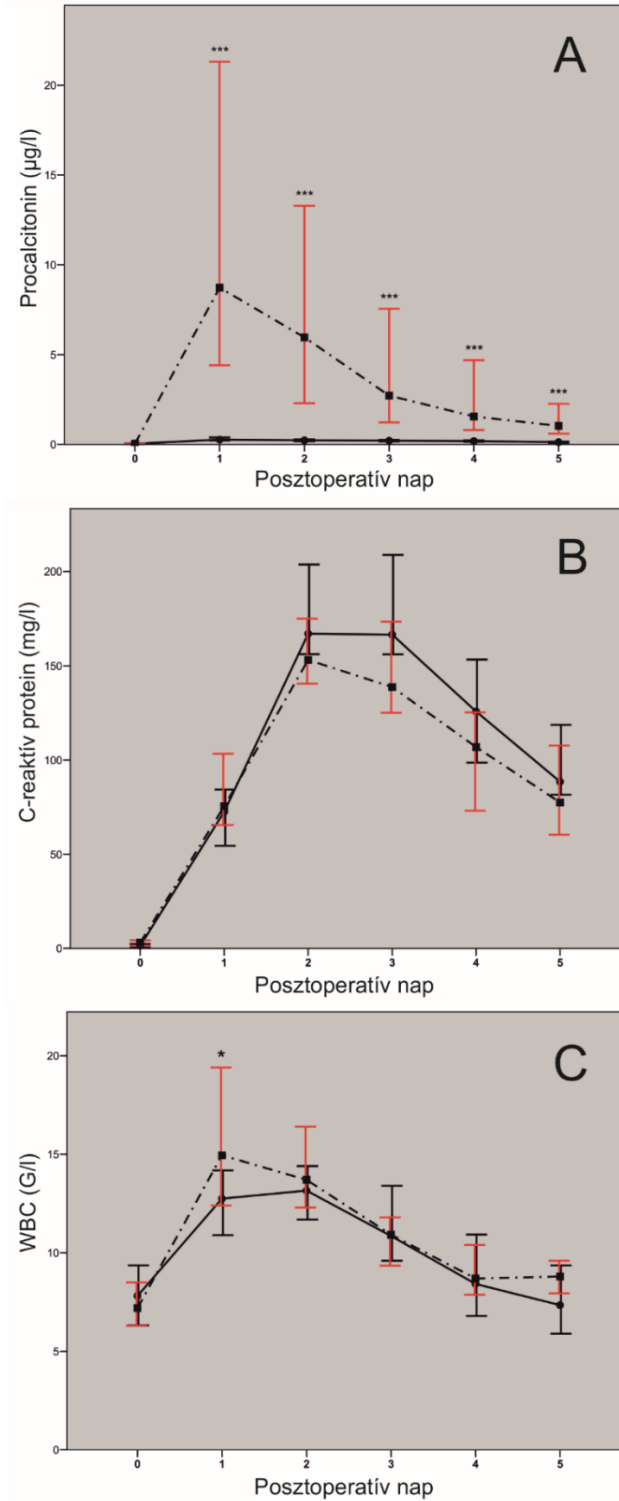 A
Procalcitonin (µg/l)
20
15
10
5
0
***
***
***
***
***
0 1 2 3 4 5
Posztoperatív nap
B
C-reaktív protein (mg/l)
200
150
100
50
0
0 1 2 3 4 5
Posztoperatív nap
C
WBC (G/l)
20
15
10
5
0
*
0 1 2 3 4 5
Posztoperatív nap